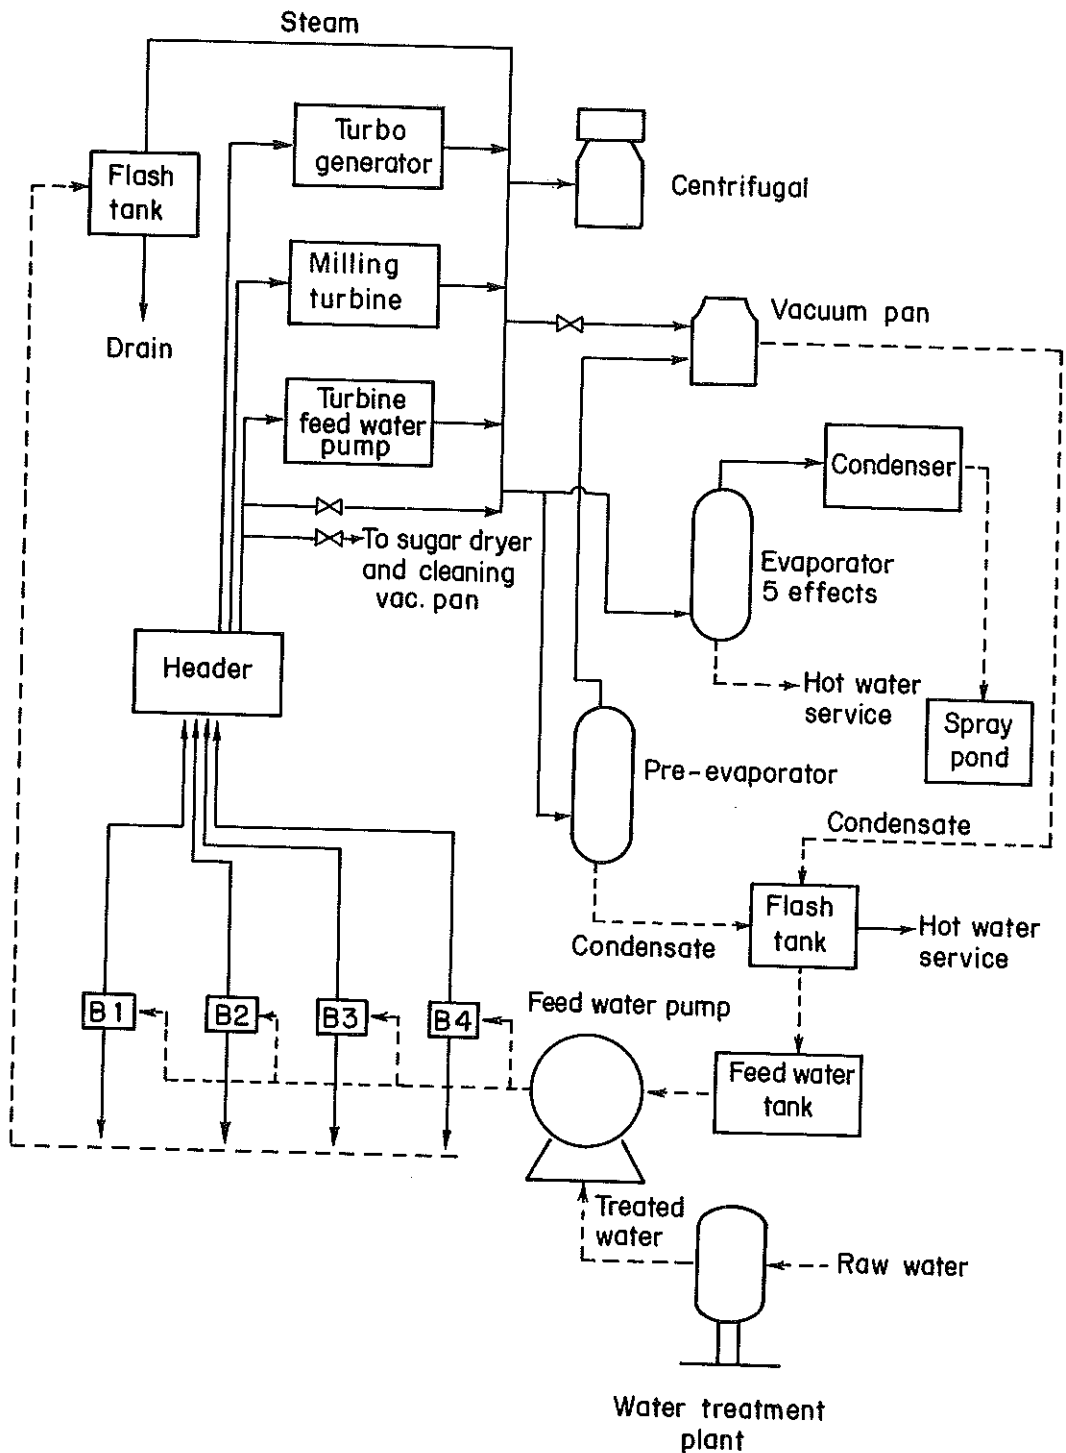 Steam
Turbo
generator
Flash
tank
Centrifugal
Milling
turbine
Drain
Vacuum pan
Turbine
feed water
pump
Condenser
To sugar dryer
and cleaning
vac. pan
Evaporator
5 effects
Header
Hot water
service
Spray
pond
Pre-evaporator
Condensate
Flash
tank
Hot water
service
Condensate
B1
B2
B3
B4
Feed water pump
Feed water
tank
Treated
water
Raw water
Water treatment
plant